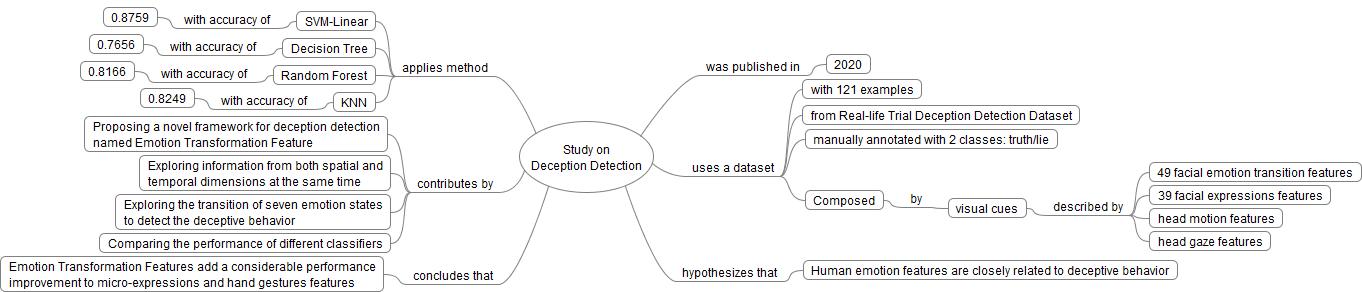 Study on
Deception Detection
applies method
SVM-Linear
with accuracy of
0.8759
Decision Tree
with accuracy of
0.7656
Random Forest
with accuracy of
0.8166
KNN
with accuracy of
0.8249
contributes by
Proposing a novel framework for deception detection
named Emotion Transformation Feature
Exploring information from both spatial and
temporal dimensions at the same time
Exploring the transition of seven emotion states
to detect the deceptive behavior
Comparing the performance of different classifiers
concludes that
Emotion Transformation Features add a considerable performance
improvement to micro-expressions and hand gestures features
was published in
2020
uses a dataset
with 121 examples
from Real-life Trial Deception Detection Dataset
manually annotated with 2 classes: truth/lie
Composed
by
visual cues
described by
49 facial emotion transition features
39 facial expressions features
head motion features
head gaze features
hypothesizes that
Human emotion features are closely related to deceptive behavior